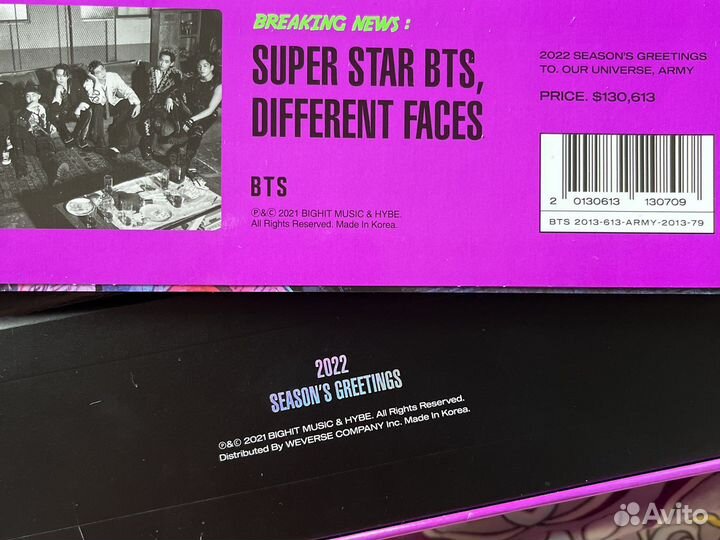 BREAKING NEWS:
SUPER STAR BTS,
DIFFERENT FACES
BTS
℗&© 2021 BIGHIT MUSIC & HYBE.
All Rights Reserved. Made In Korea.
2022 SEASON'S GREETINGS
TO. OUR UNIVERSE, ARMY
PRICE. $130,613
2 0130613 130709
BTS 2013-613-ARMY-2013-79
2022
SEASON'S GREETINGS
℗&© 2021 BIGHIT MUSIC & HYBE. All Rights Reserved.
Distributed By WEVERSE COMPANY Inc. Made In Korea.
Avito